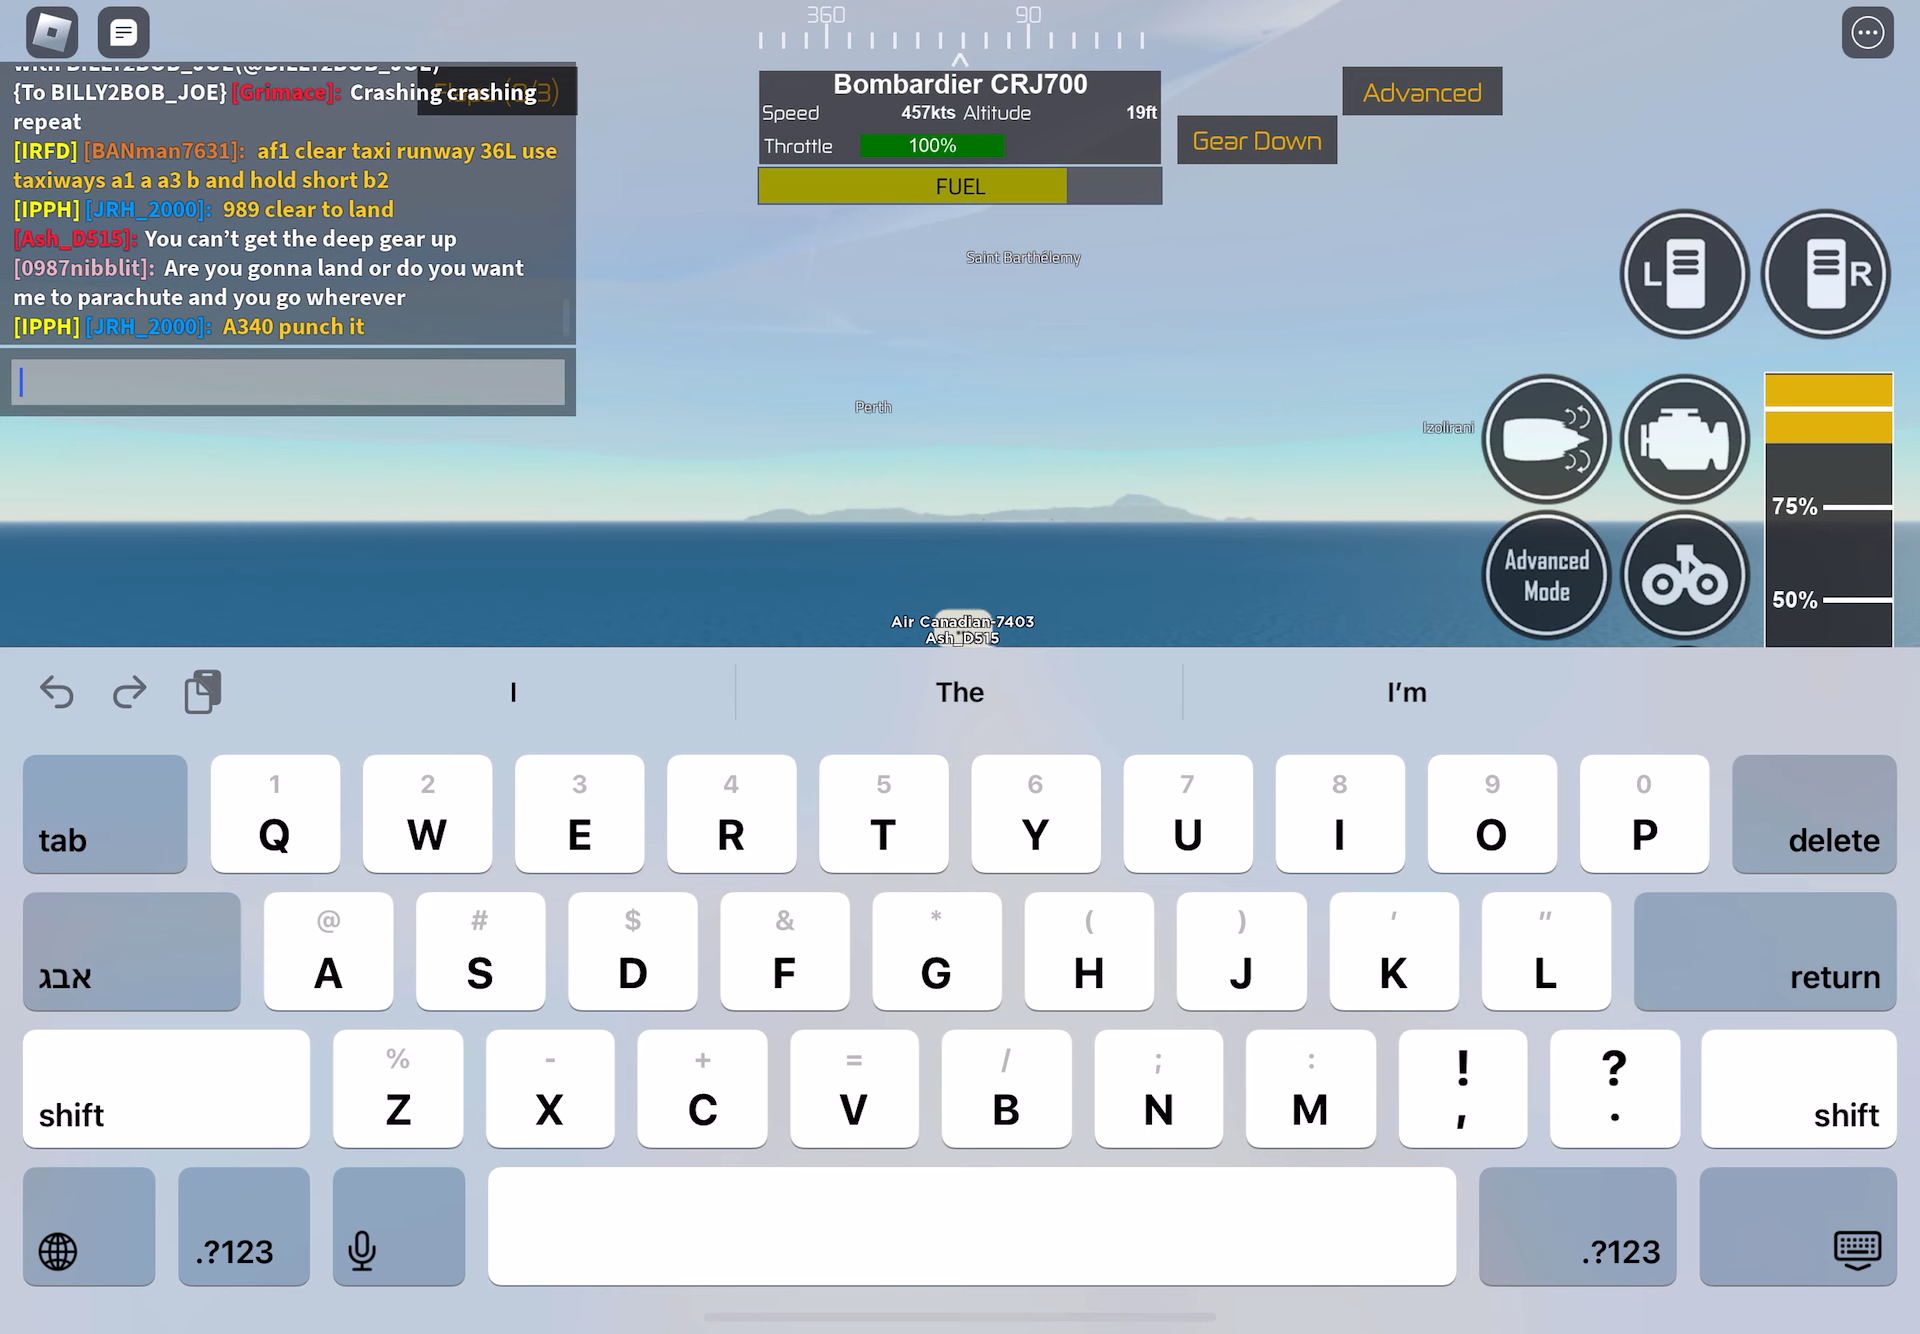 360 90
with BILLY2BOB_JOE(@BILLY2BOB_JOE)
{To BILLY2BOB_JOE} [Grimace]: Crashing crashing
repeat
[IRFD] [BANman7631]: af1 clear taxi runway 36L use
taxiways a1 a a3 b and hold short b2
[IPPH] [JRH_2000]: 989 clear to land
[Ash_D515]: You can’t get the deep gear up
[0987nibblit]: Are you gonna land or do you want
me to parachute and you go wherever
[IPPH] [JRH_2000]: A340 punch it
Bombardier CRJ700
Speed 457kts Altitude 19ft
Throttle 100%
FUEL
Advanced
Gear Down
Saint Barthélemy
Perth
Izolirani
L R
Advanced
Mode
75%
50%
Air Canadian-7403
Ash_D515
I The I’m
1 2 3 4 5 6 7 8 9 0
tab Q W E R T Y U I O P delete
@ # $ & * ( ) ' "
אבג A S D F G H J K L return
% - + = / ; : ! ?
shift Z X C V B N M , . shift
.?123 .?123